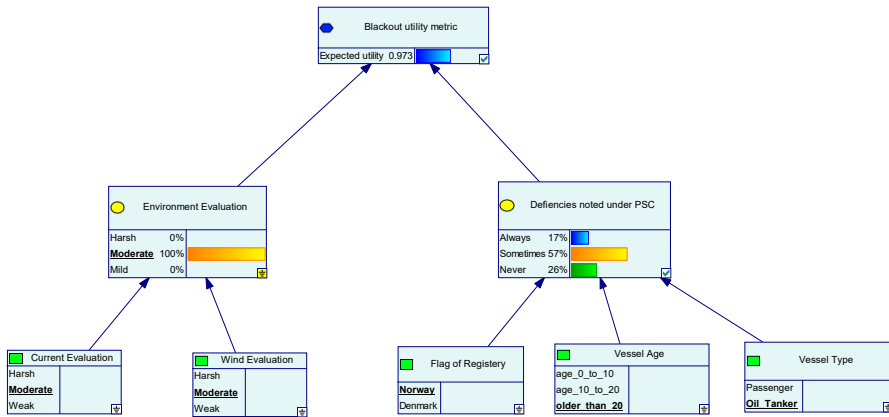 Blackout utility metric
Expected utility 0.973
Environment Evaluation
Harsh 0%
Moderate 100%
Mild 0%
Defiencies noted under PSC
Always 17%
Sometimes 57%
Never 26%
Current Evaluation
Harsh
Moderate
Weak
Wind Evaluation
Harsh
Moderate
Weak
Flag of Registery
Norway
Denmark
Vessel Age
age_0_to_10
age_10_to_20
older_than_20
Vessel Type
Passenger
Oil_Tanker